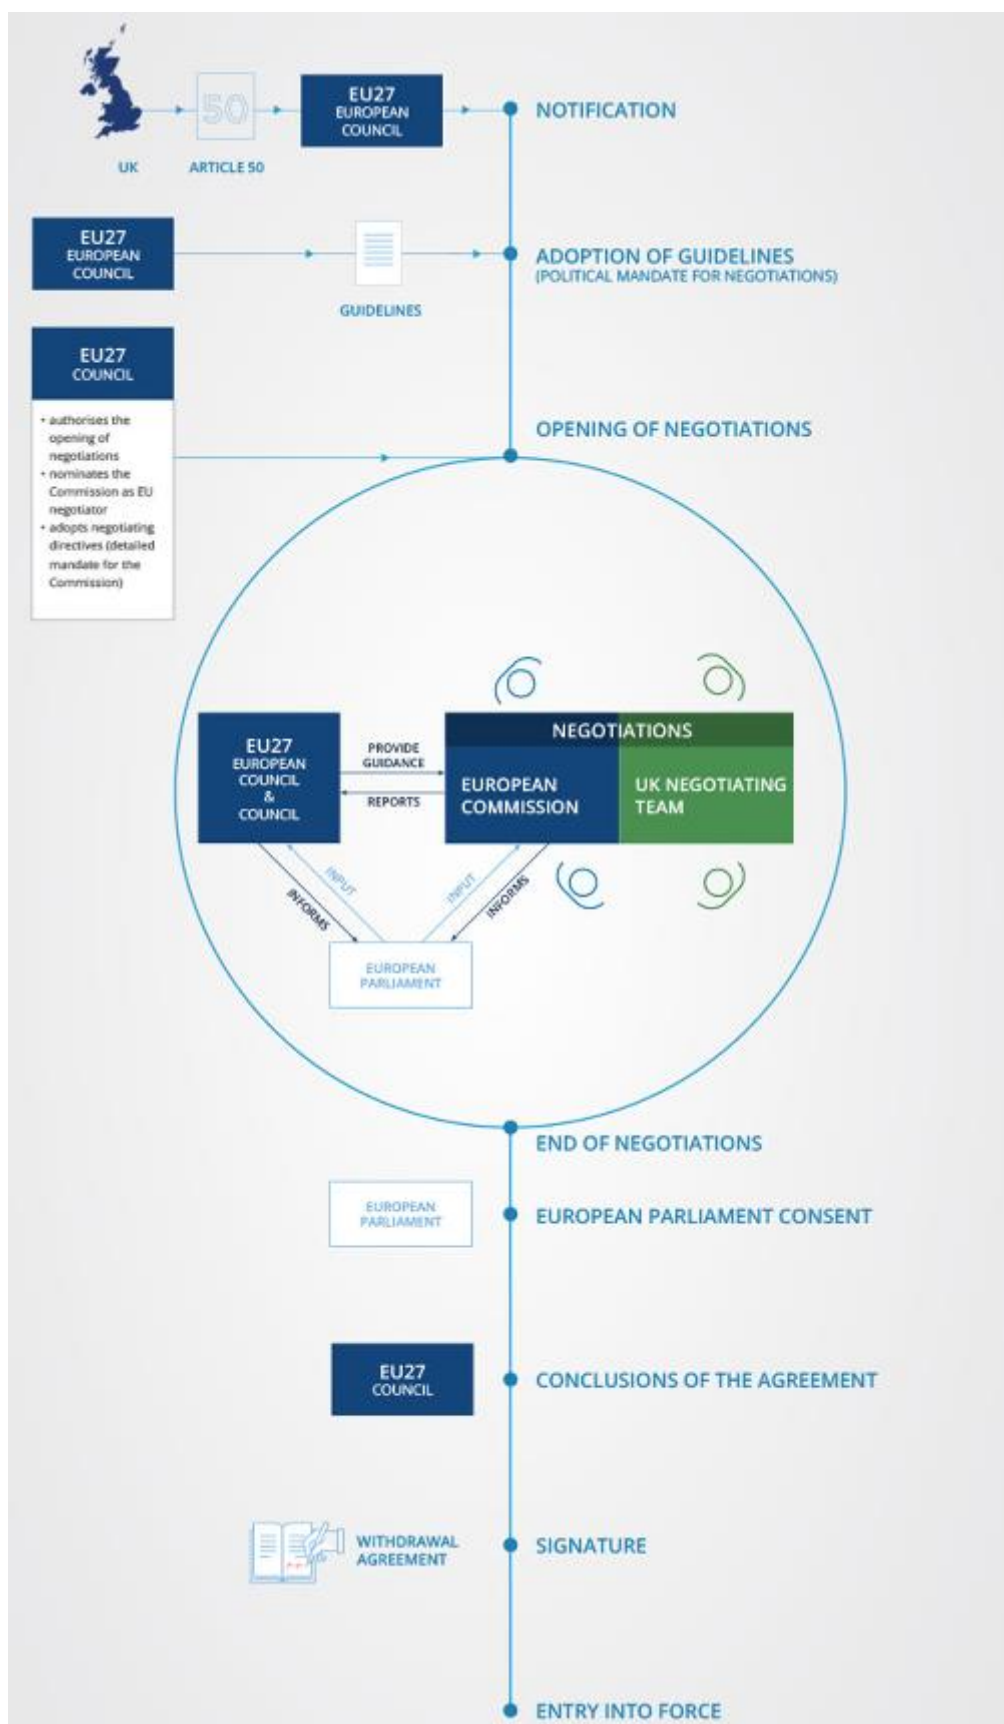 50
EU27
EUROPEAN
COUNCIL
NOTIFICATION
UK
ARTICLE 50
EU27
EUROPEAN
COUNCIL
ADOPTION OF GUIDELINES
(POLITICAL MANDATE FOR NEGOTIATIONS)
GUIDELINES
EU27
COUNCIL
• authorises the
opening of
negotiations
• nominates the
Commission as EU
negotiator
• adopts negotiating
directives (detailed
mandate for the
Commission)
OPENING OF NEGOTIATIONS
EU27
EUROPEAN
COUNCIL
&
COUNCIL
PROVIDE
GUIDANCE
REPORTS
NEGOTIATIONS
EUROPEAN
COMMISSION
UK NEGOTIATING
TEAM
INPUT
INFORMS
INPUT
INFORMS
EUROPEAN
PARLIAMENT
END OF NEGOTIATIONS
EUROPEAN
PARLIAMENT
EUROPEAN PARLIAMENT CONSENT
EU27
COUNCIL
CONCLUSIONS OF THE AGREEMENT
WITHDRAWAL
AGREEMENT
SIGNATURE
ENTRY INTO FORCE